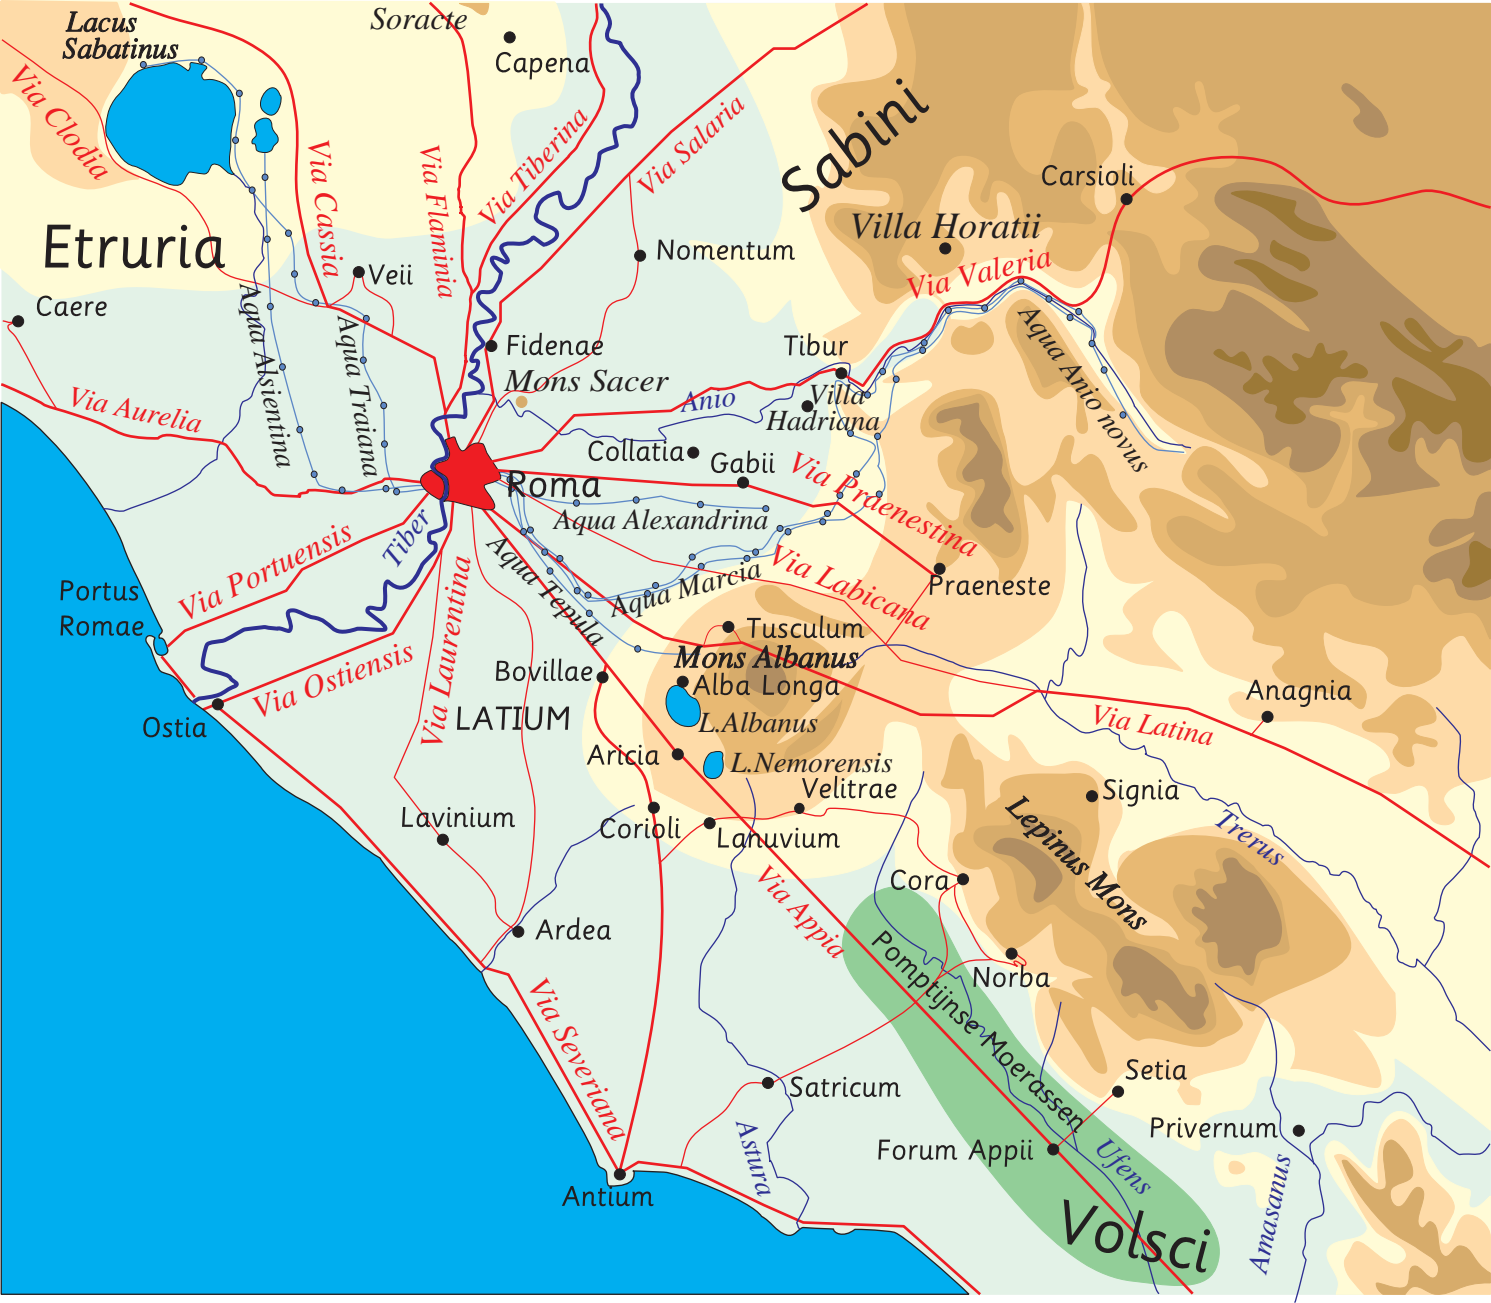 Lacus
Sabatinus
Soracte
Capena
Via Clodia
Via Cassia
Via Flaminia
Via Tiberina
Via Salaria
Sabini
Carsioli
Villa Horatii
Via Valeria
Etruria
Veii
Nomentum
Caere
Aqua Alsientina
Aqua Traiana
Fidenae
Mons Sacer
Tibur
Aqua Anio novus
Via Aurelia
Anio
Villa
Hadriana
Collatia
Gabii
Via Praenestina
Roma
Aqua Alexandrina
Tiber
Via Portuensis
Aqua Tepula
Aqua Marcia
Via Labicana
Praeneste
Portus
Romae
Via Laurentina
Tusculum
Mons Albanus
Via Ostiensis
Bovillae
Alba Longa
Anagnia
Ostia
LATIUM
L.Albanus
Via Latina
Aricia
L.Nemorensis
Velitrae
Signia
Lavinium
Corioli
Lanuvium
Lepinus Mons
Trerus
Via Appia
Cora
Ardea
Pomptijnse Moerassen
Norba
Via Severiana
Satricum
Setia
Astura
Forum Appii
Ufens
Privernum
Antium
Volsci
Amasanus